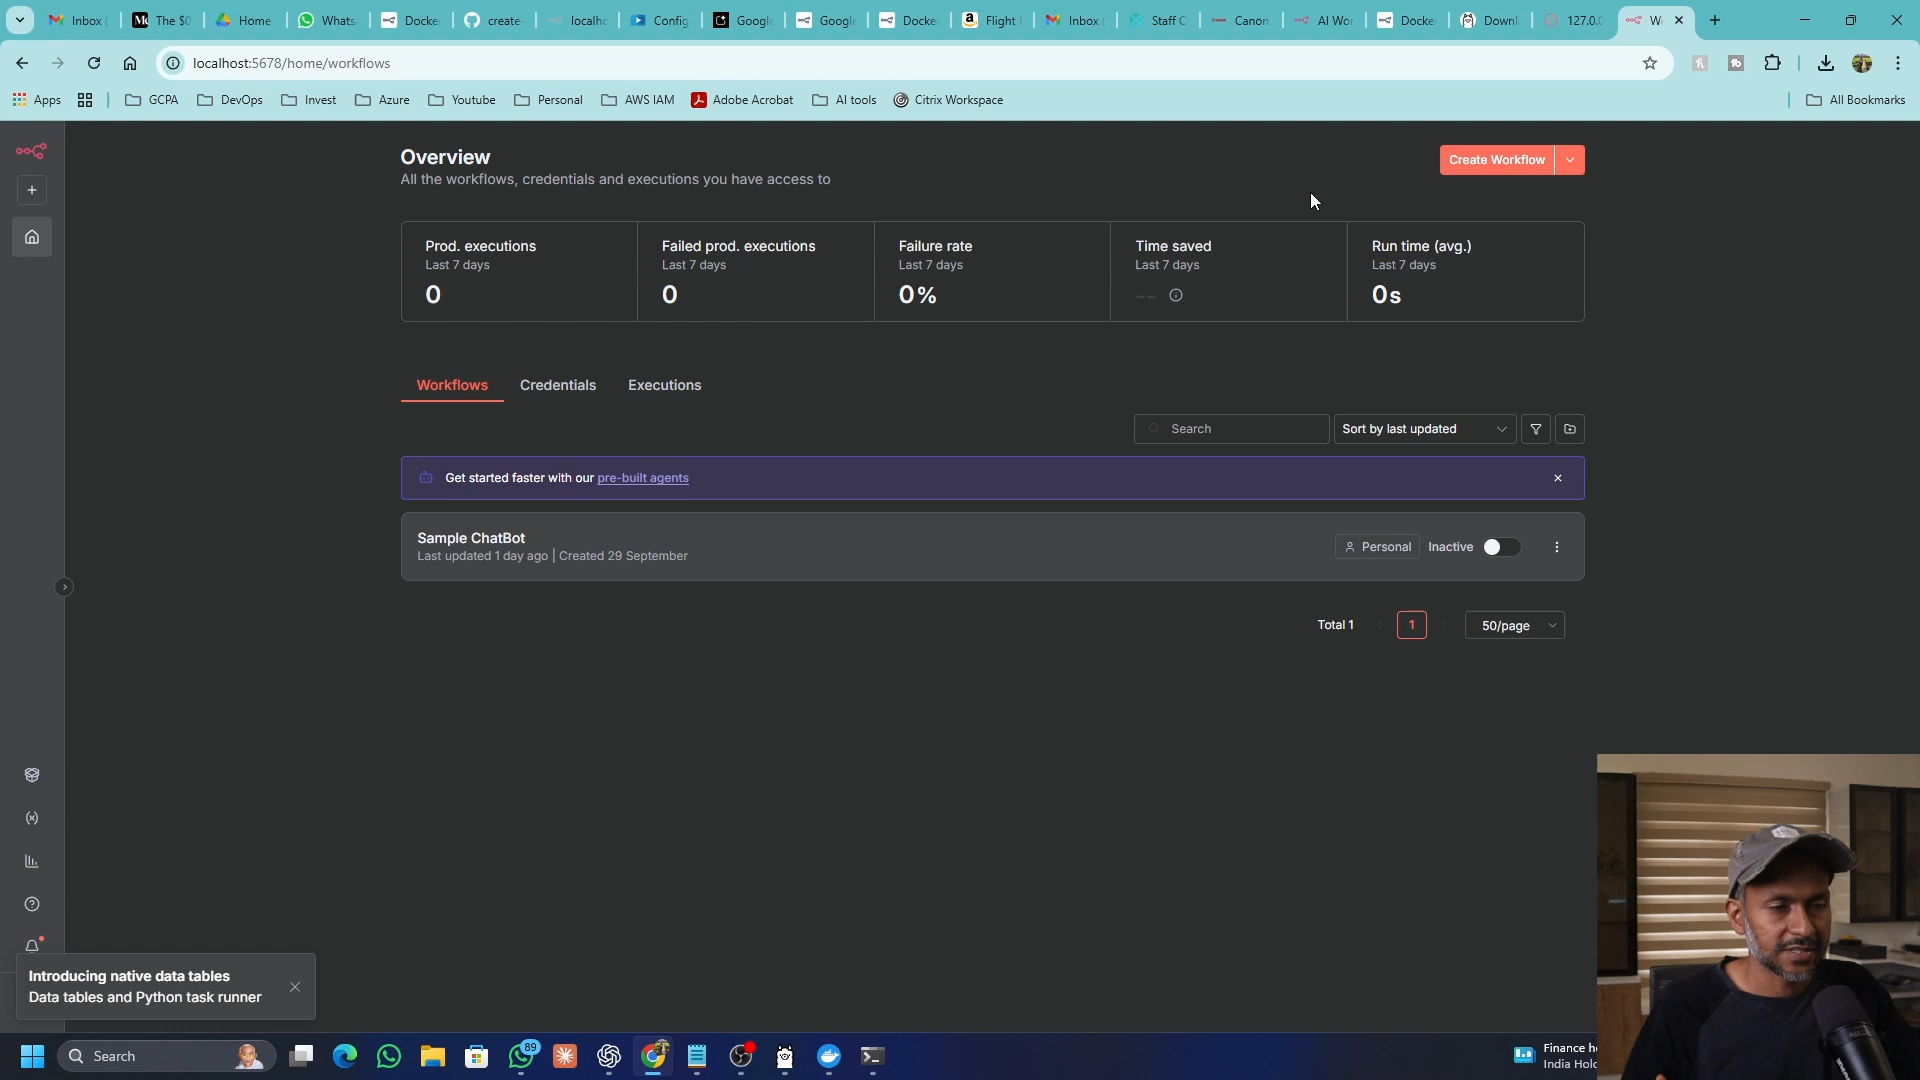 Inbox (
The $0
Home
Whats
Docke
create-
localho
Config
Google
Google
Docke
Flight
Inbox (
Staff C
Canon
AI Wor
Docke
Downl
127.0.0
W
localhost:5678/home/workflows
Apps
GCPA
DevOps
Invest
Azure
Youtube
Personal
AWS IAM
Adobe Acrobat
AI tools
Citrix Workspace
All Bookmarks
Overview
All the workflows, credentials and executions you have access to
Create Workflow
Prod. executions
Last 7 days
0
Failed prod. executions
Last 7 days
0
Failure rate
Last 7 days
0%
Time saved
Last 7 days
--
Run time (avg.)
Last 7 days
0s
Workflows
Credentials
Executions
Search
Sort by last updated
Get started faster with our pre-built agents
Sample ChatBot
Last updated 1 day ago | Created 29 September
Personal
Inactive
Total 1
1
50/page
Introducing native data tables
Data tables and Python task runner
Search
89
Finance h
India Hol